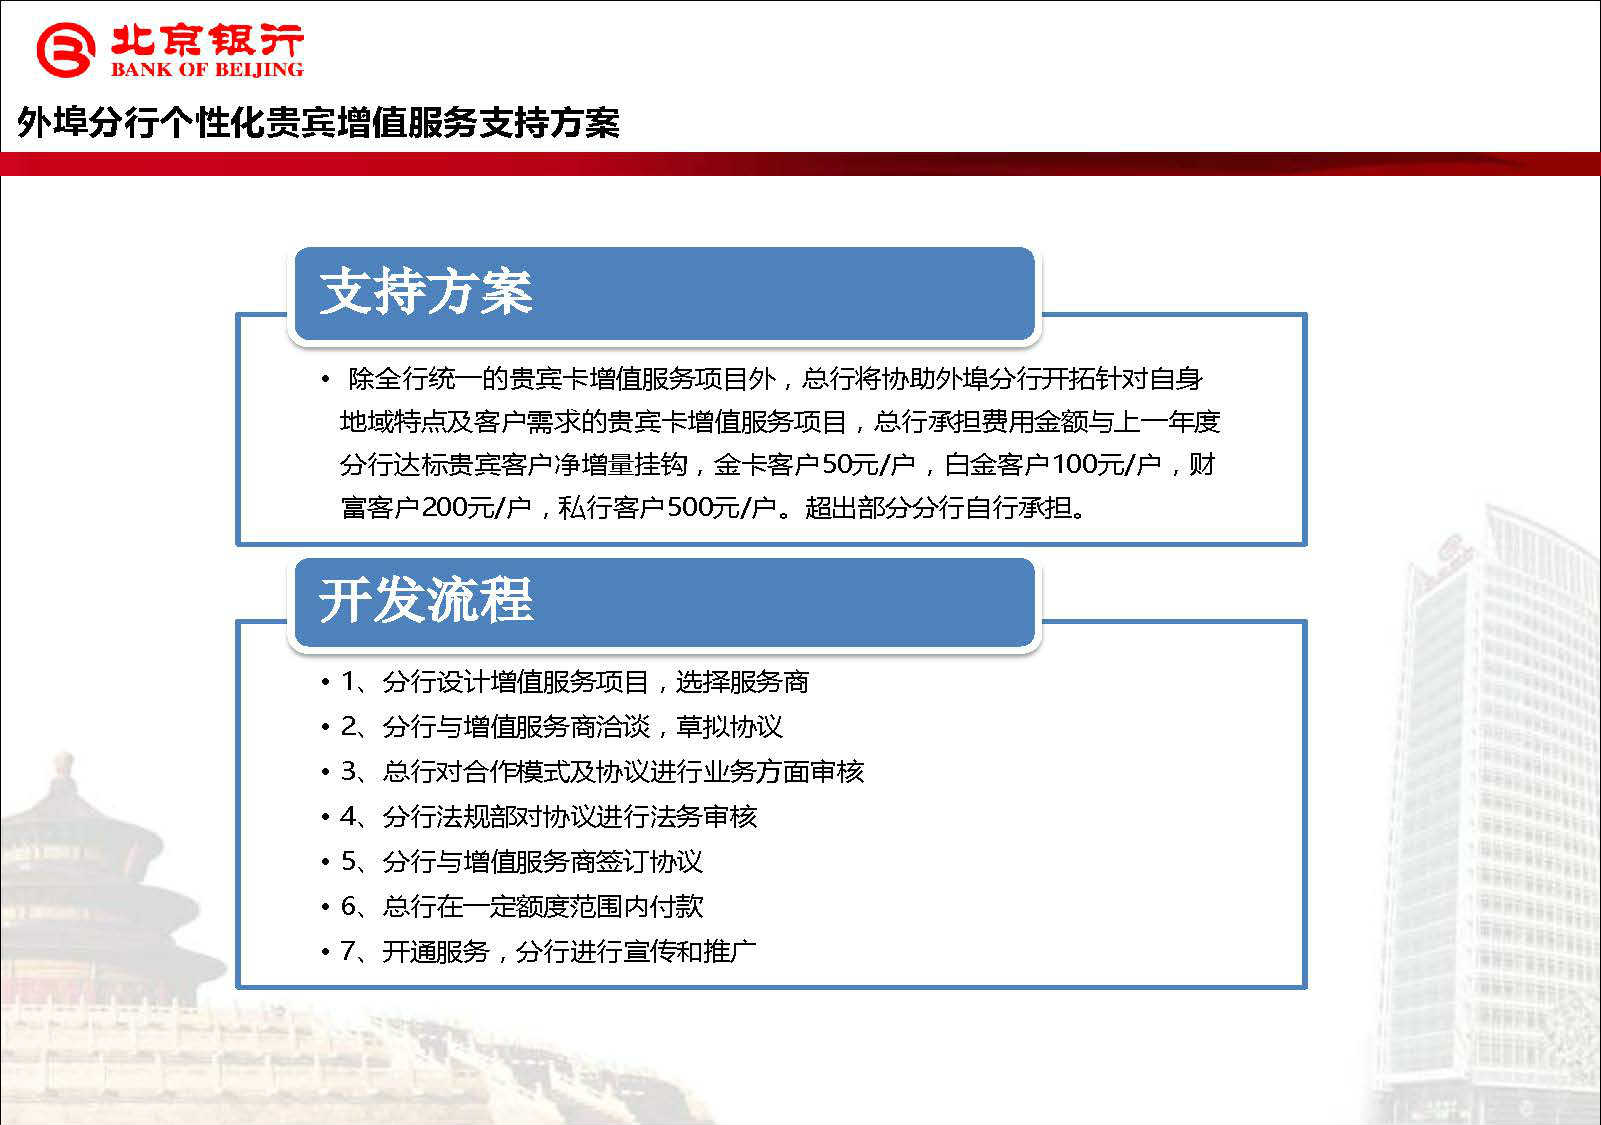 北京银行
BANK OF BEIJING
外埠分行个性化贵宾增值服务支持方案
支持方案
• 除全行统一的贵宾卡增值服务项目外，总行将协助外埠分行开拓针对自身
地域特点及客户需求的贵宾卡增值服务项目，总行承担费用金额与上一年度
分行达标贵宾客户净增量挂钩，金卡客户50元/户，白金客户100元/户，财
富客户200元/户，私行客户500元/户。超出部分分行自行承担。
开发流程
• 1、分行设计增值服务项目，选择服务商
• 2、分行与增值服务商洽谈，草拟协议
• 3、总行对合作模式及协议进行业务方面审核
• 4、分行法规部对协议进行法务审核
• 5、分行与增值服务商签订协议
• 6、总行在一定额度范围内付款
• 7、开通服务，分行进行宣传和推广